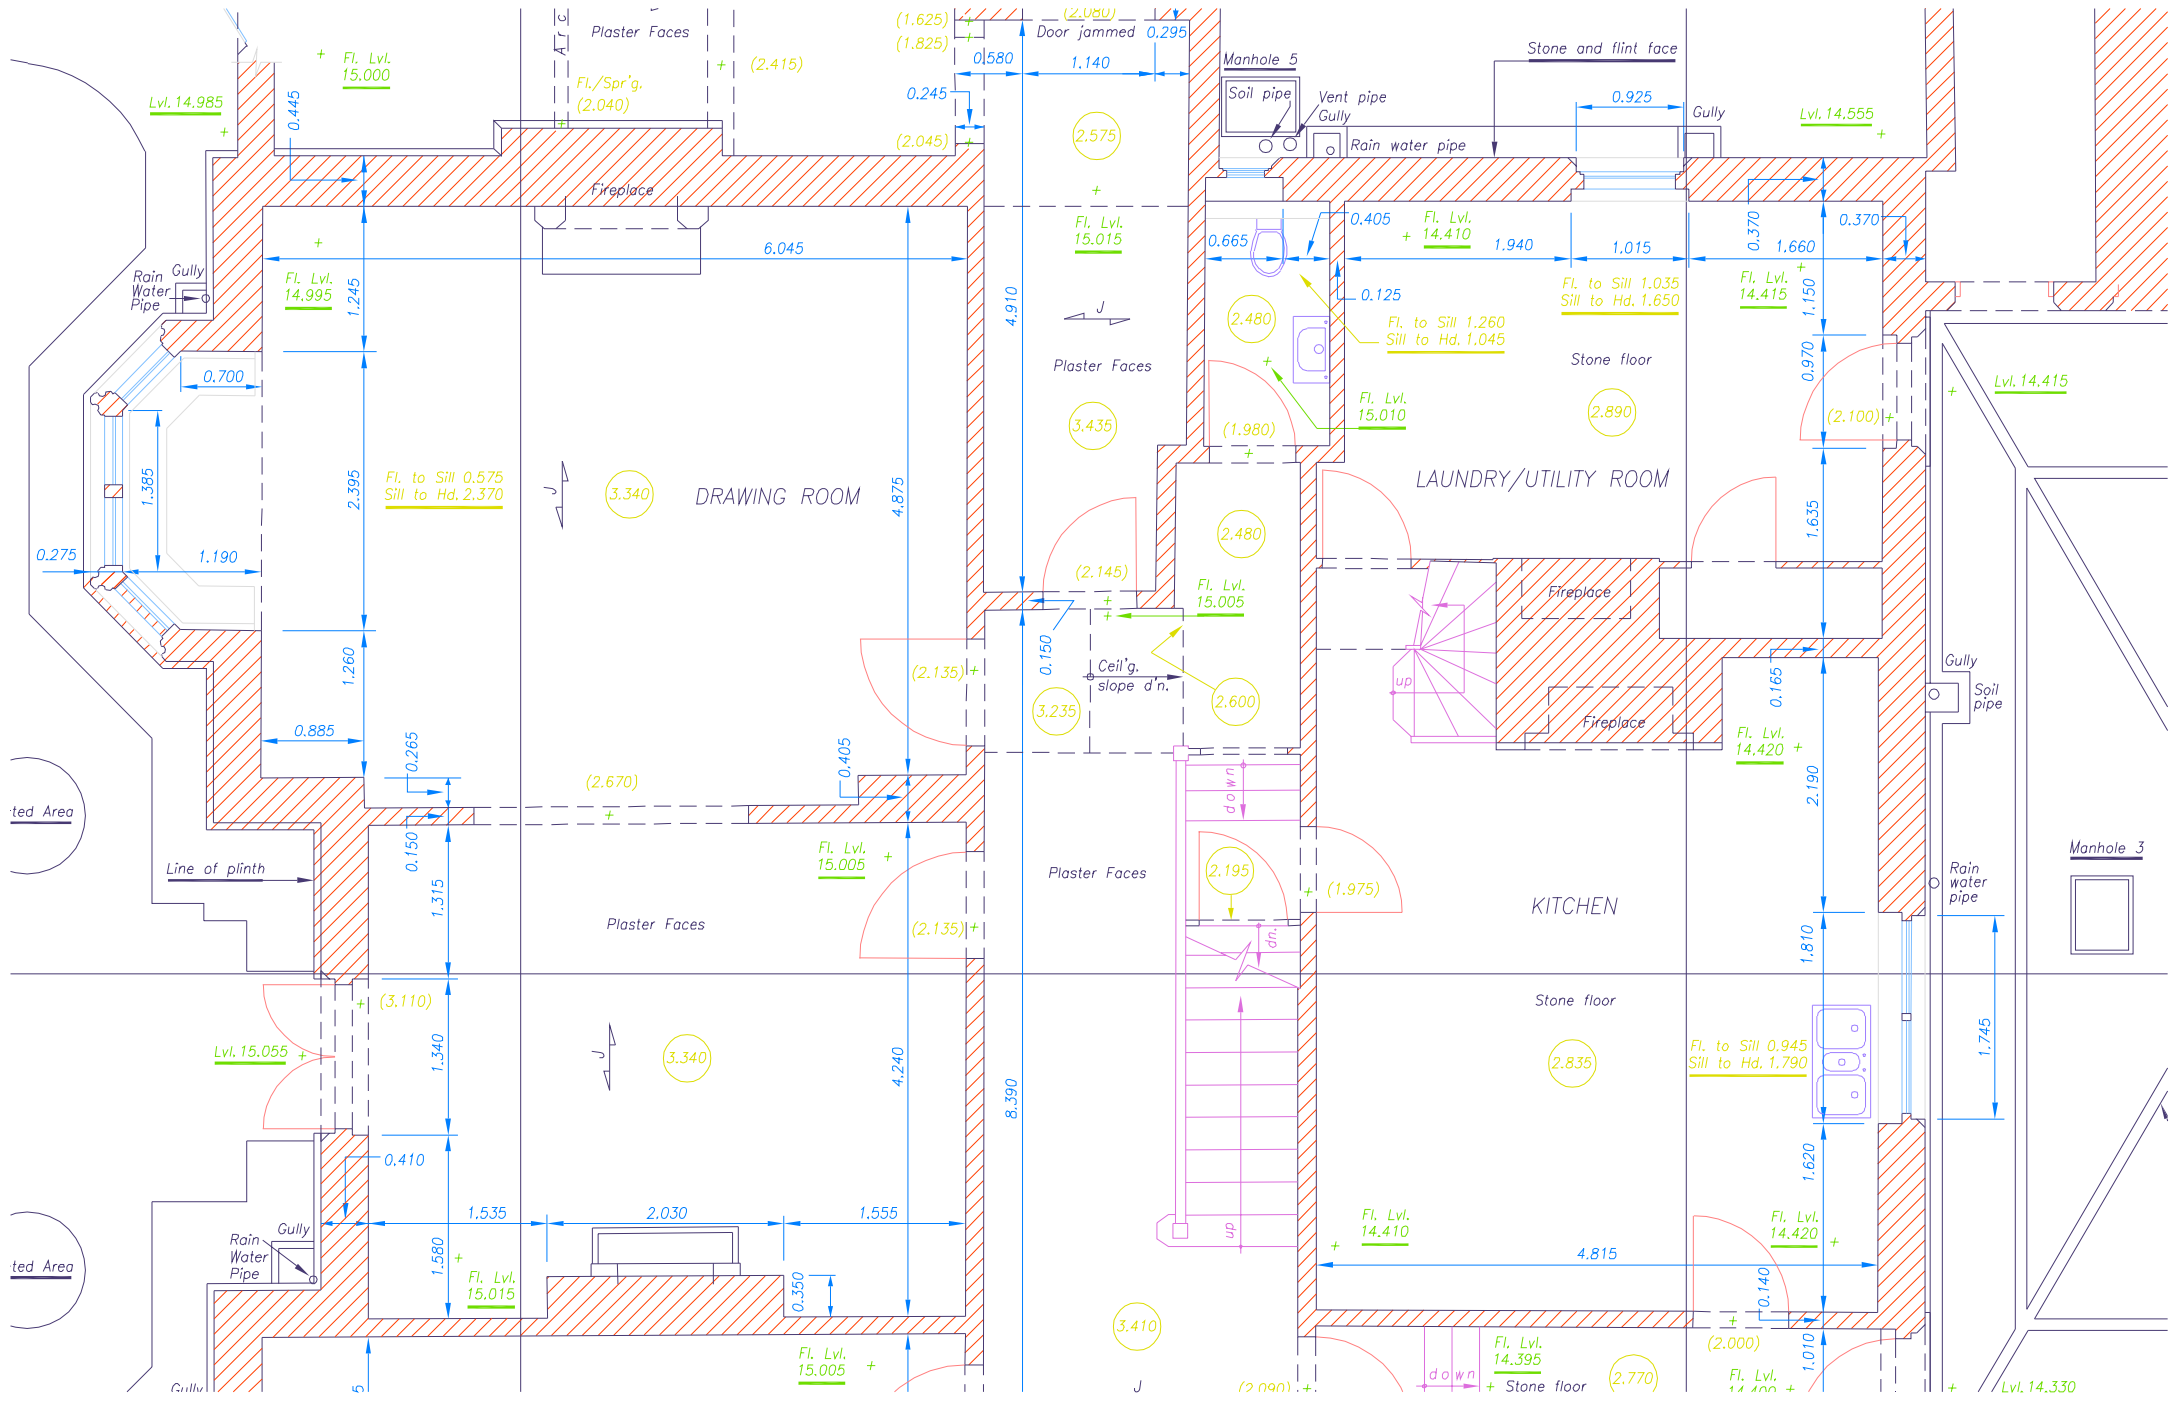 (1.625)
(2.080)
Arc
Plaster Faces
Door jammed
0.295
(1.825)
Fl. Lvl.
15.000
(2.415)
0.580
1.140
Manhole 5
Stone and flint face
Lvl. 14.985
0.445
Fl./Spr'g.
(2.040)
0.245
Soil pipe
Vent pipe
Gully
0.925
Gully
Lvl. 14.555
(2.045)
2.575
Rain water pipe
Fireplace
0.370
0.370
Fl. Lvl.
15.015
0.405
Fl. Lvl.
14.410
6.045
0.665
1.940
1.015
1.660
Gully
Rain
Water
Pipe
Fl. Lvl.
14.995
1.245
4.910
J
0.125
Fl. to Sill 1.035
Sill to Hd. 1.650
Fl. Lvl.
14.415
1.150
2.480
Fl. to Sill 1.260
Sill to Hd. 1.045
Plaster Faces
Stone floor
0.970
0.700
Lvl. 14.415
Fl. Lvl.
15.010
3.435
(1.980)
2.890
(2.100)
1.385
2.395
Fl. to Sill 0.575
Sill to Hd. 2.370
J
3.340
DRAWING ROOM
4.875
LAUNDRY/UTILITY ROOM
1.635
2.480
0.275
1.190
(2.145)
Fl. Lvl.
15.005
Fireplace
0.150
1.260
(2.135)
Ceil'g.
slope d'n.
up
0.165
Gully
Soil
pipe
3.235
2.600
Fireplace
0.885
0.265
0.405
Fl. Lvl.
14.420
(2.670)
down
2.190
ted Area
0.150
Fl. Lvl.
15.005
Manhole 3
Line of plinth
Plaster Faces
2.195
(1.975)
Rain
water
pipe
1.315
KITCHEN
Plaster Faces
(2.135)
dn.
1.810
(3.110)
Stone floor
Lvl. 15.055
1.340
J
3.340
4.240
8.390
2.835
Fl. to Sill 0.945
Sill to Hd. 1.790
1.745
0.410
1.620
1.535
2.030
1.555
Gully
Rain
Water
Pipe
up
Fl. Lvl.
14.410
Fl. Lvl.
14.420
1.580
4.815
ted Area
Fl. Lvl.
15.015
0.350
0.140
3.410
Fl. Lvl.
15.005
Fl. Lvl.
14.395
(2.000)
1.010
Gully
5
J
(2.090)
down
Stone floor
2.770
Fl. Lvl.
14.400
Lvl. 14.330